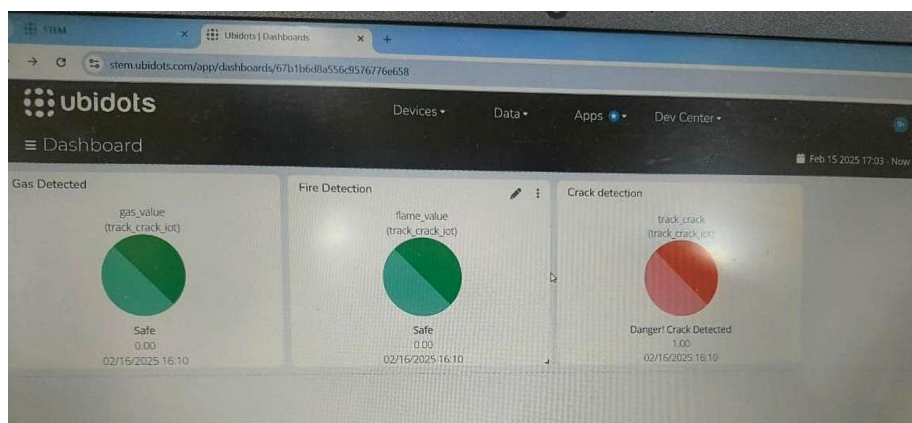 STEM
Ubidots | Dashboards
stem.ubidots.com/app/dashboards/67b1b6d8a556c9576776e658
ubidots
Devices
Data
Apps
Dev Center
9+
Dashboard
Feb 15 2025 17:03 - Now
Gas Detected
gas_value
(track_crack_iot)
Safe
0.00
02/16/2025 16:10
Fire Detection
flame_value
(track_crack_iot)
Safe
0.00
02/16/2025 16:10
Crack detection
track_crack
(track_crack_iot)
Danger! Crack Detected
1.00
02/16/2025 16:10